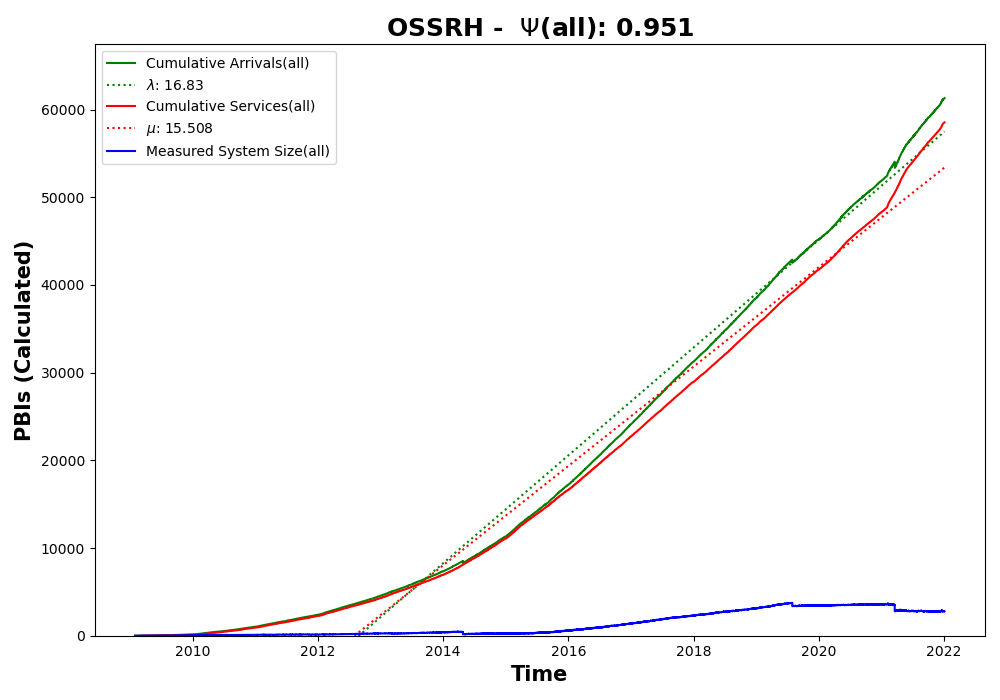 OSSRH - Ψ(all): 0.951
Cumulative Arrivals(all)
λ: 16.83
Cumulative Services(all)
μ: 15.508
Measured System Size(all)
PBIs (Calculated)
60000
50000
40000
30000
20000
10000
0
2010 2012 2014 2016 2018 2020 2022
Time